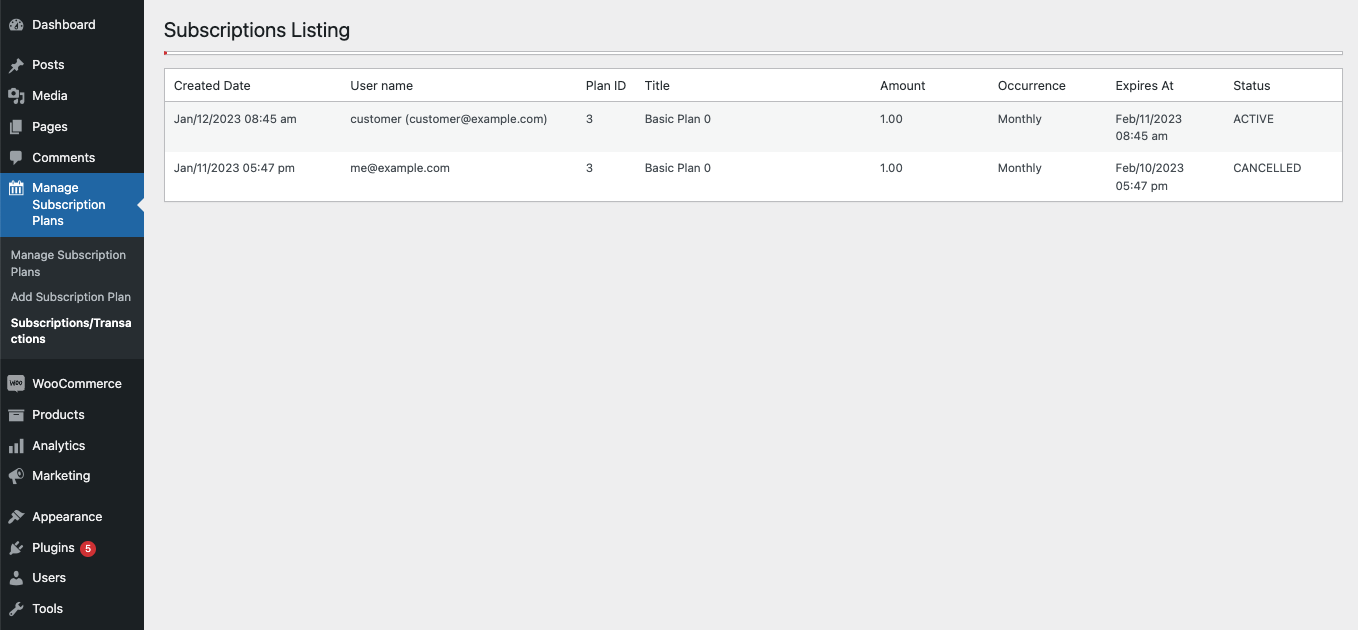 Dashboard
Posts
Media
Pages
Comments
Manage
Subscription
Plans
Manage Subscription
Plans
Add Subscription Plan
Subscriptions/Transa
ctions
WOO WooCommerce
Products
Analytics
Marketing
Appearance
Plugins 5
Users
Tools
Subscriptions Listing
Created Date User name Plan ID Title Amount Occurrence Expires At Status
Jan/12/2023 08:45 am customer (customer@example.com) 3 Basic Plan 0 1.00 Monthly Feb/11/2023 ACTIVE
08:45 am
Jan/11/2023 05:47 pm me@example.com 3 Basic Plan 0 1.00 Monthly Feb/10/2023 CANCELLED
05:47 pm